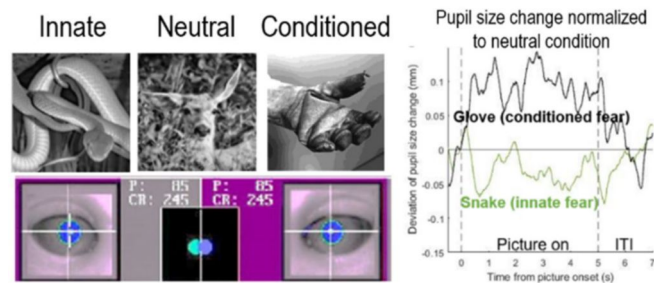 Innate Neutral Conditioned
P: 85
CR: 245
P: 85
CR: 245
Pupil size change normalized
to neutral condition
Deviation of pupil size change (mm)
0.1
0.05
0
-0.05
-0.1
-0.15
Glove (conditioned fear)
Snake (innate fear)
Picture on
ITI
0 1 2 3 4 5 6 7
Time from picture onset (s)